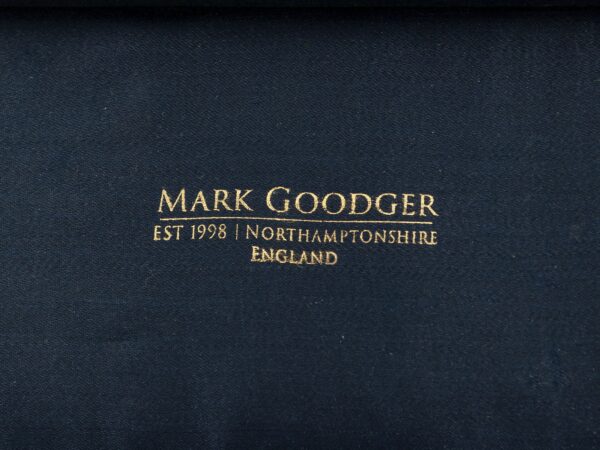 MARK GOODGER
EST 1998 | NORTHAMPTONSHIRE
ENGLAND